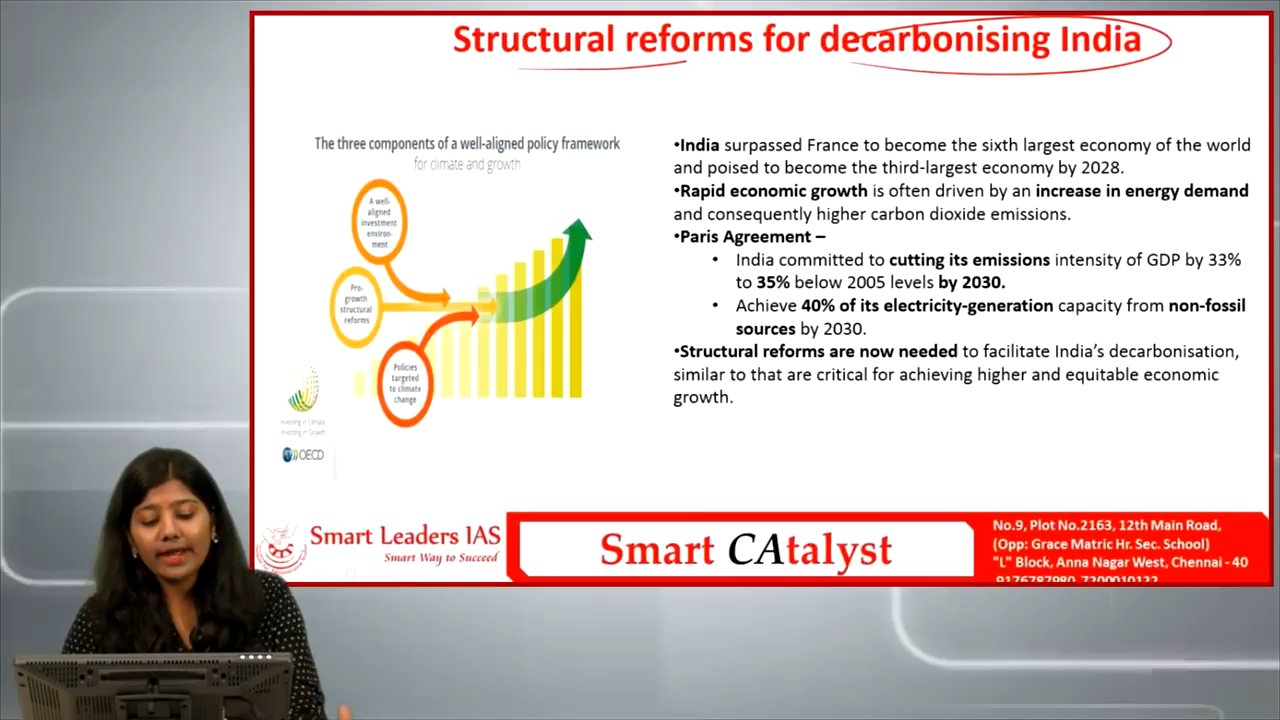 Structural reforms for decarbonising India
The three components of a well-aligned policy framework
for climate and growth
A well-
aligned
investment
environ-
ment
Pro-
growth
structural
reforms
Policies
targeted
to climate
change
Investing in Climate
Investing in Growth
OECD
•India surpassed France to become the sixth largest economy of the world
and poised to become the third-largest economy by 2028.
•Rapid economic growth is often driven by an increase in energy demand
and consequently higher carbon dioxide emissions.
•Paris Agreement –
• India committed to cutting its emissions intensity of GDP by 33%
to 35% below 2005 levels by 2030.
• Achieve 40% of its electricity-generation capacity from non-fossil
sources by 2030.
•Structural reforms are now needed to facilitate India's decarbonisation,
similar to that are critical for achieving higher and equitable economic
growth.
Smart Leaders IAS
Smart Way to Succeed
Smart CAtalyst
No.9, Plot No.2163, 12th Main Road,
(Opp: Grace Matric Hr. Sec. School)
"L" Block, Anna Nagar West, Chennai - 40
9176787980, 7200010122